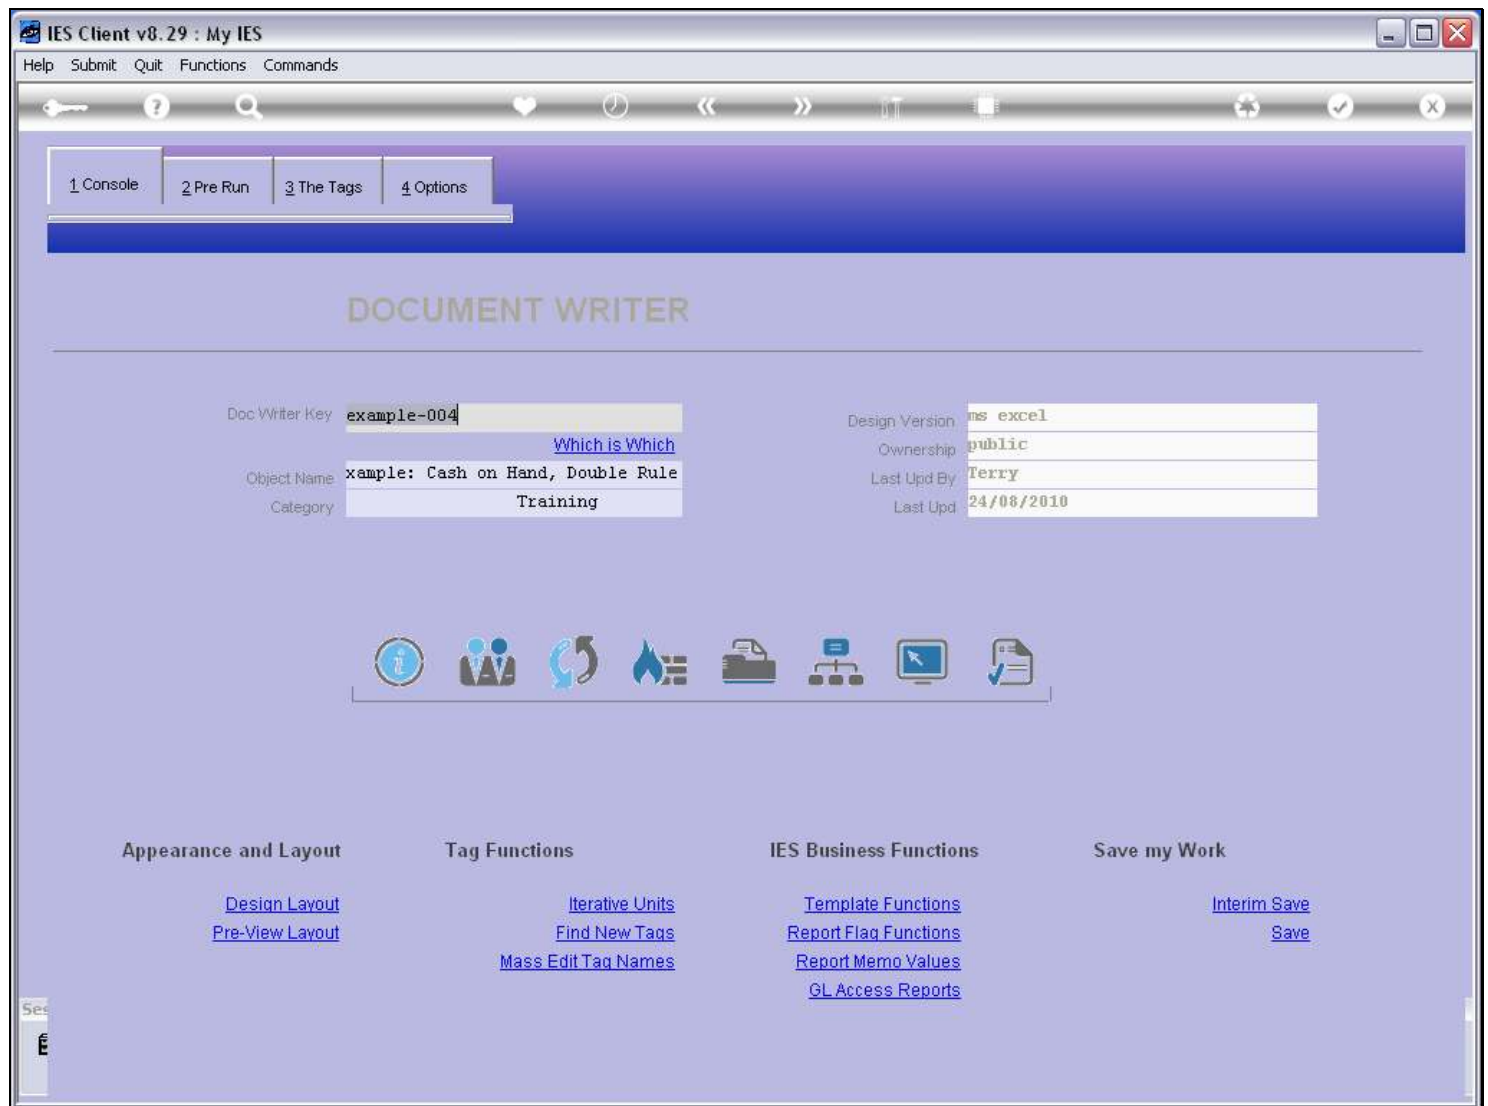 IES Client v8.29 : My IES
Help Submit Quit Functions Commands
1 Console 2 Pre Run 3 The Tags 4 Options
DOCUMENT WRITER
Doc Writer Key example-004
Which is Which
Object Name xample: Cash on Hand, Double Rule
Category Training
Design Version ms excel
Ownership public
Last Upd By Terry
Last Upd 24/08/2010
Appearance and Layout
Design Layout
Pre-View Layout
Tag Functions
Iterative Units
Find New Tags
Mass Edit Tag Names
IES Business Functions
Template Functions
Report Flag Functions
Report Memo Values
GL Access Reports
Save my Work
Interim Save
Save